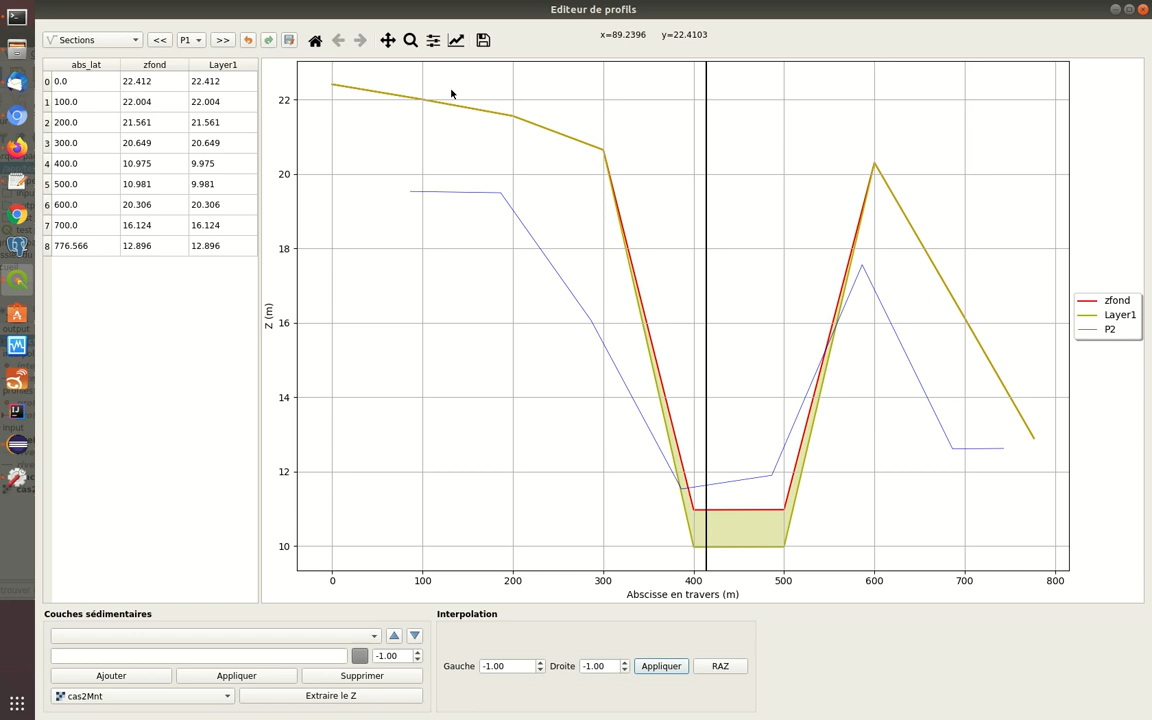 Editeur de profils
Sections << P1 >> x=89.2396 y=22.4103
abs_lat zfond Layer1
0 0.0 22.412 22.412
1 100.0 22.004 22.004
2 200.0 21.561 21.561
3 300.0 20.649 20.649
4 400.0 10.975 9.975
5 500.0 10.981 9.981
6 600.0 20.306 20.306
7 700.0 16.124 16.124
8 776.566 12.896 12.896
22
20
18
16
14
12
10
Z (m)
0 100 200 300 400 500 600 700 800
Abscisse en travers (m)
zfond
Layer1
P2
Couches sédimentaires
-1.00
Ajouter Appliquer Supprimer
cas2Mnt Extraire le Z
Interpolation
Gauche -1.00 Droite -1.00 Appliquer RAZ
output
input